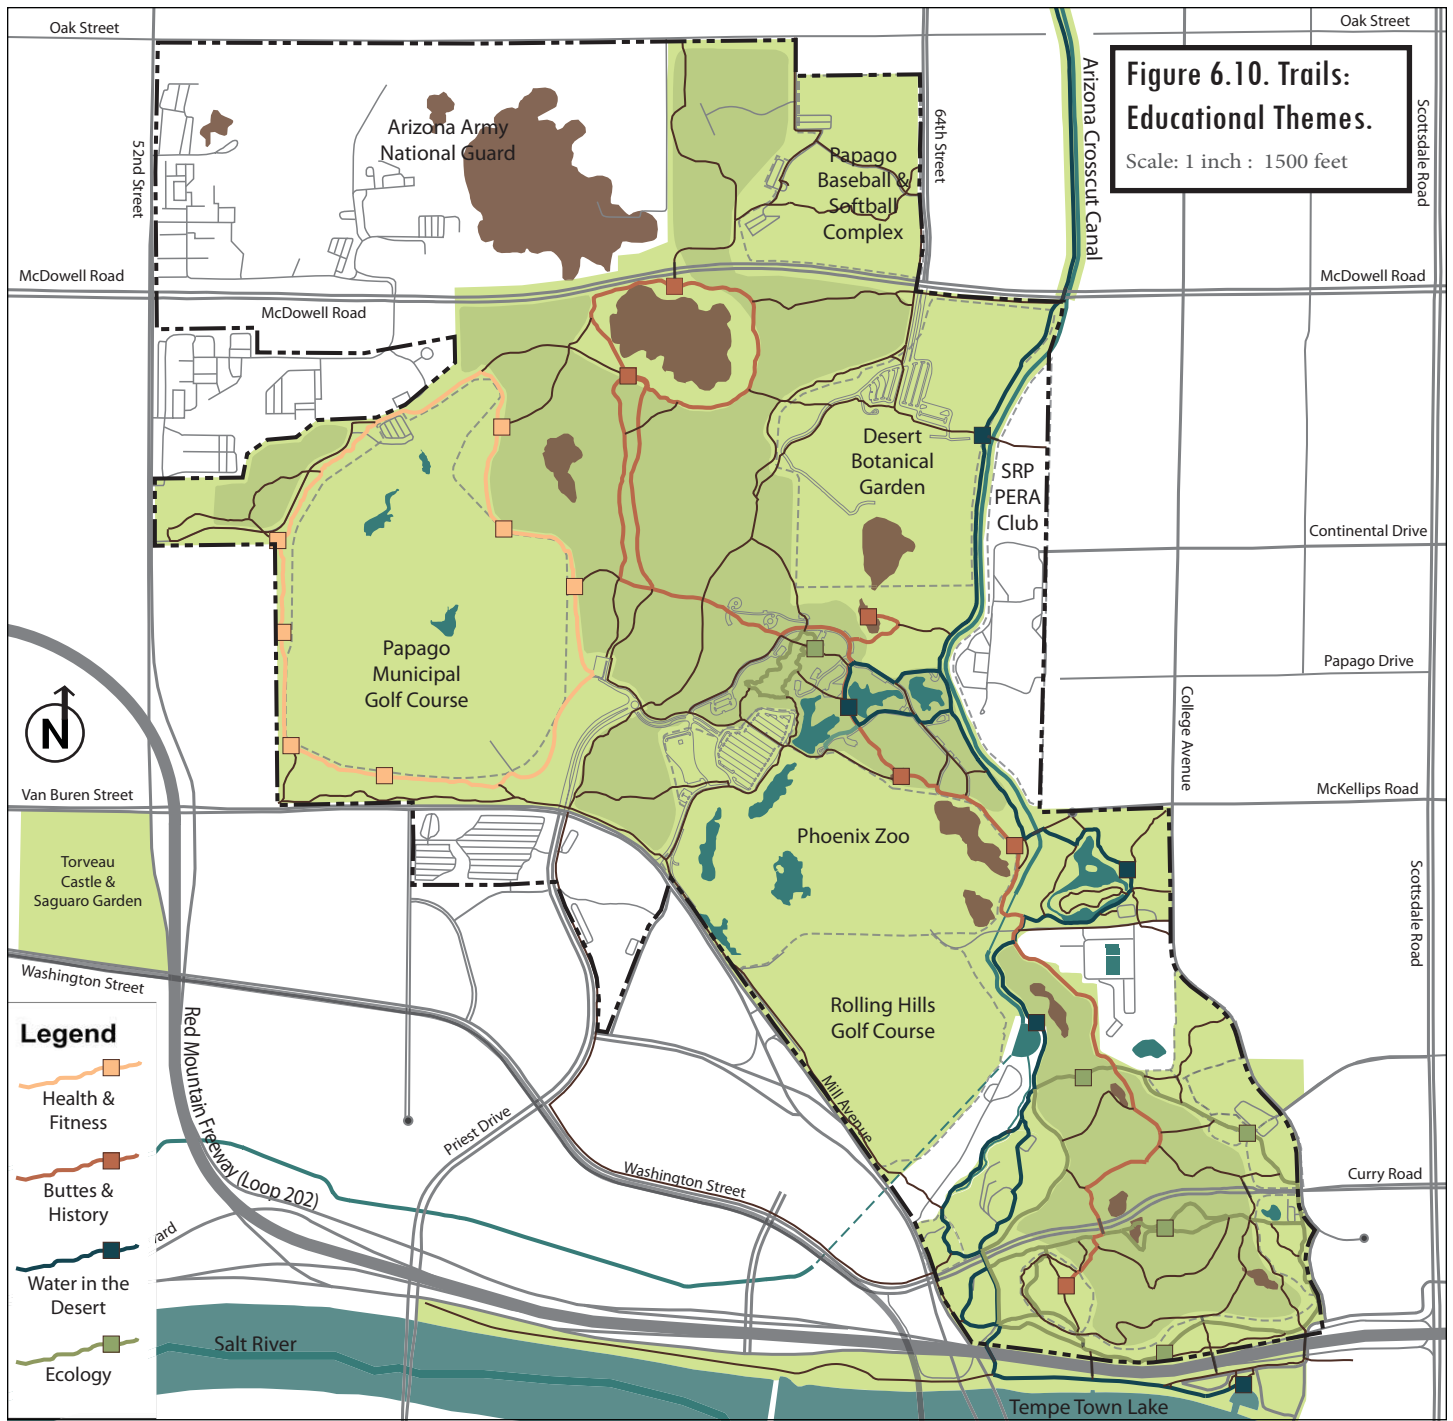 Oak Street
Oak Street
Figure 6.10. Trails:
Educational Themes.
Scale: 1 inch : 1500 feet
Arizona Crosscut Canal
Scottsdale Road
64th Street
52nd Street
Arizona Army
National Guard
Papago
Baseball &
Softball
Complex
McDowell Road
McDowell Road
McDowell Road
Desert
Botanical
Garden
SRP
PERA
Club
Continental Drive
Papago
Municipal
Golf Course
Papago Drive
College Avenue
N
Van Buren Street
McKellips Road
Phoenix Zoo
Torveau
Castle &
Saguaro Garden
Scottsdale Road
Washington Street
Rolling Hills
Golf Course
Red Mountain Freeway (Loop 202)
Mill Avenue
Priest Drive
Washington Street
Curry Road
ard
Legend
Health &
Fitness
Buttes &
History
Water in the
Desert
Ecology
Salt River
Tempe Town Lake